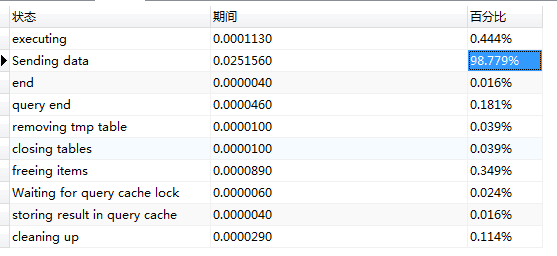 状态 期间 百分比
executing 0.0001130 0.444%
Sending data 0.0251560 98.779%
end 0.0000040 0.016%
query end 0.0000460 0.181%
removing tmp table 0.0000100 0.039%
closing tables 0.0000100 0.039%
freeing items 0.0000890 0.349%
Waiting for query cache lock 0.0000060 0.024%
storing result in query cache 0.0000040 0.016%
cleaning up 0.0000290 0.114%